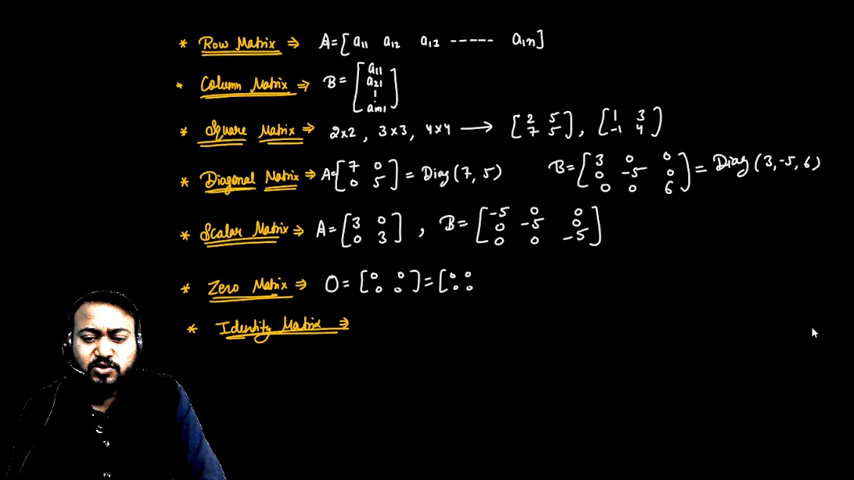 * Row Matrix ⇒ A=[ a11 a12 a13 ----- a1n]
* Column Matrix ⇒ B = [a11 a21 ⋮ am1]
* Square Matrix ⇒ 2x2 , 3x3 , 4x4 ⟶ [2 5 7 5] , [1 3 -1 4]
* Diagonal Matrix ⇒ A=[7 0 0 5] = Diag (7, 5) B=[3 0 0 0 -5 0 0 0 6] = Diag (3, -5, 6)
* Scalar Matrix ⇒ A = [3 0 0 3] , B=[-5 0 0 0 -5 0 0 0 -5]
* Zero Matrix ⇒ O = [0 0 0 0] = [0 0 0 0
* Identity Matrix ⇒